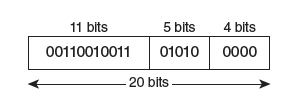 11 bits 5 bits 4 bits
00110010011 01010 0000
20 bits